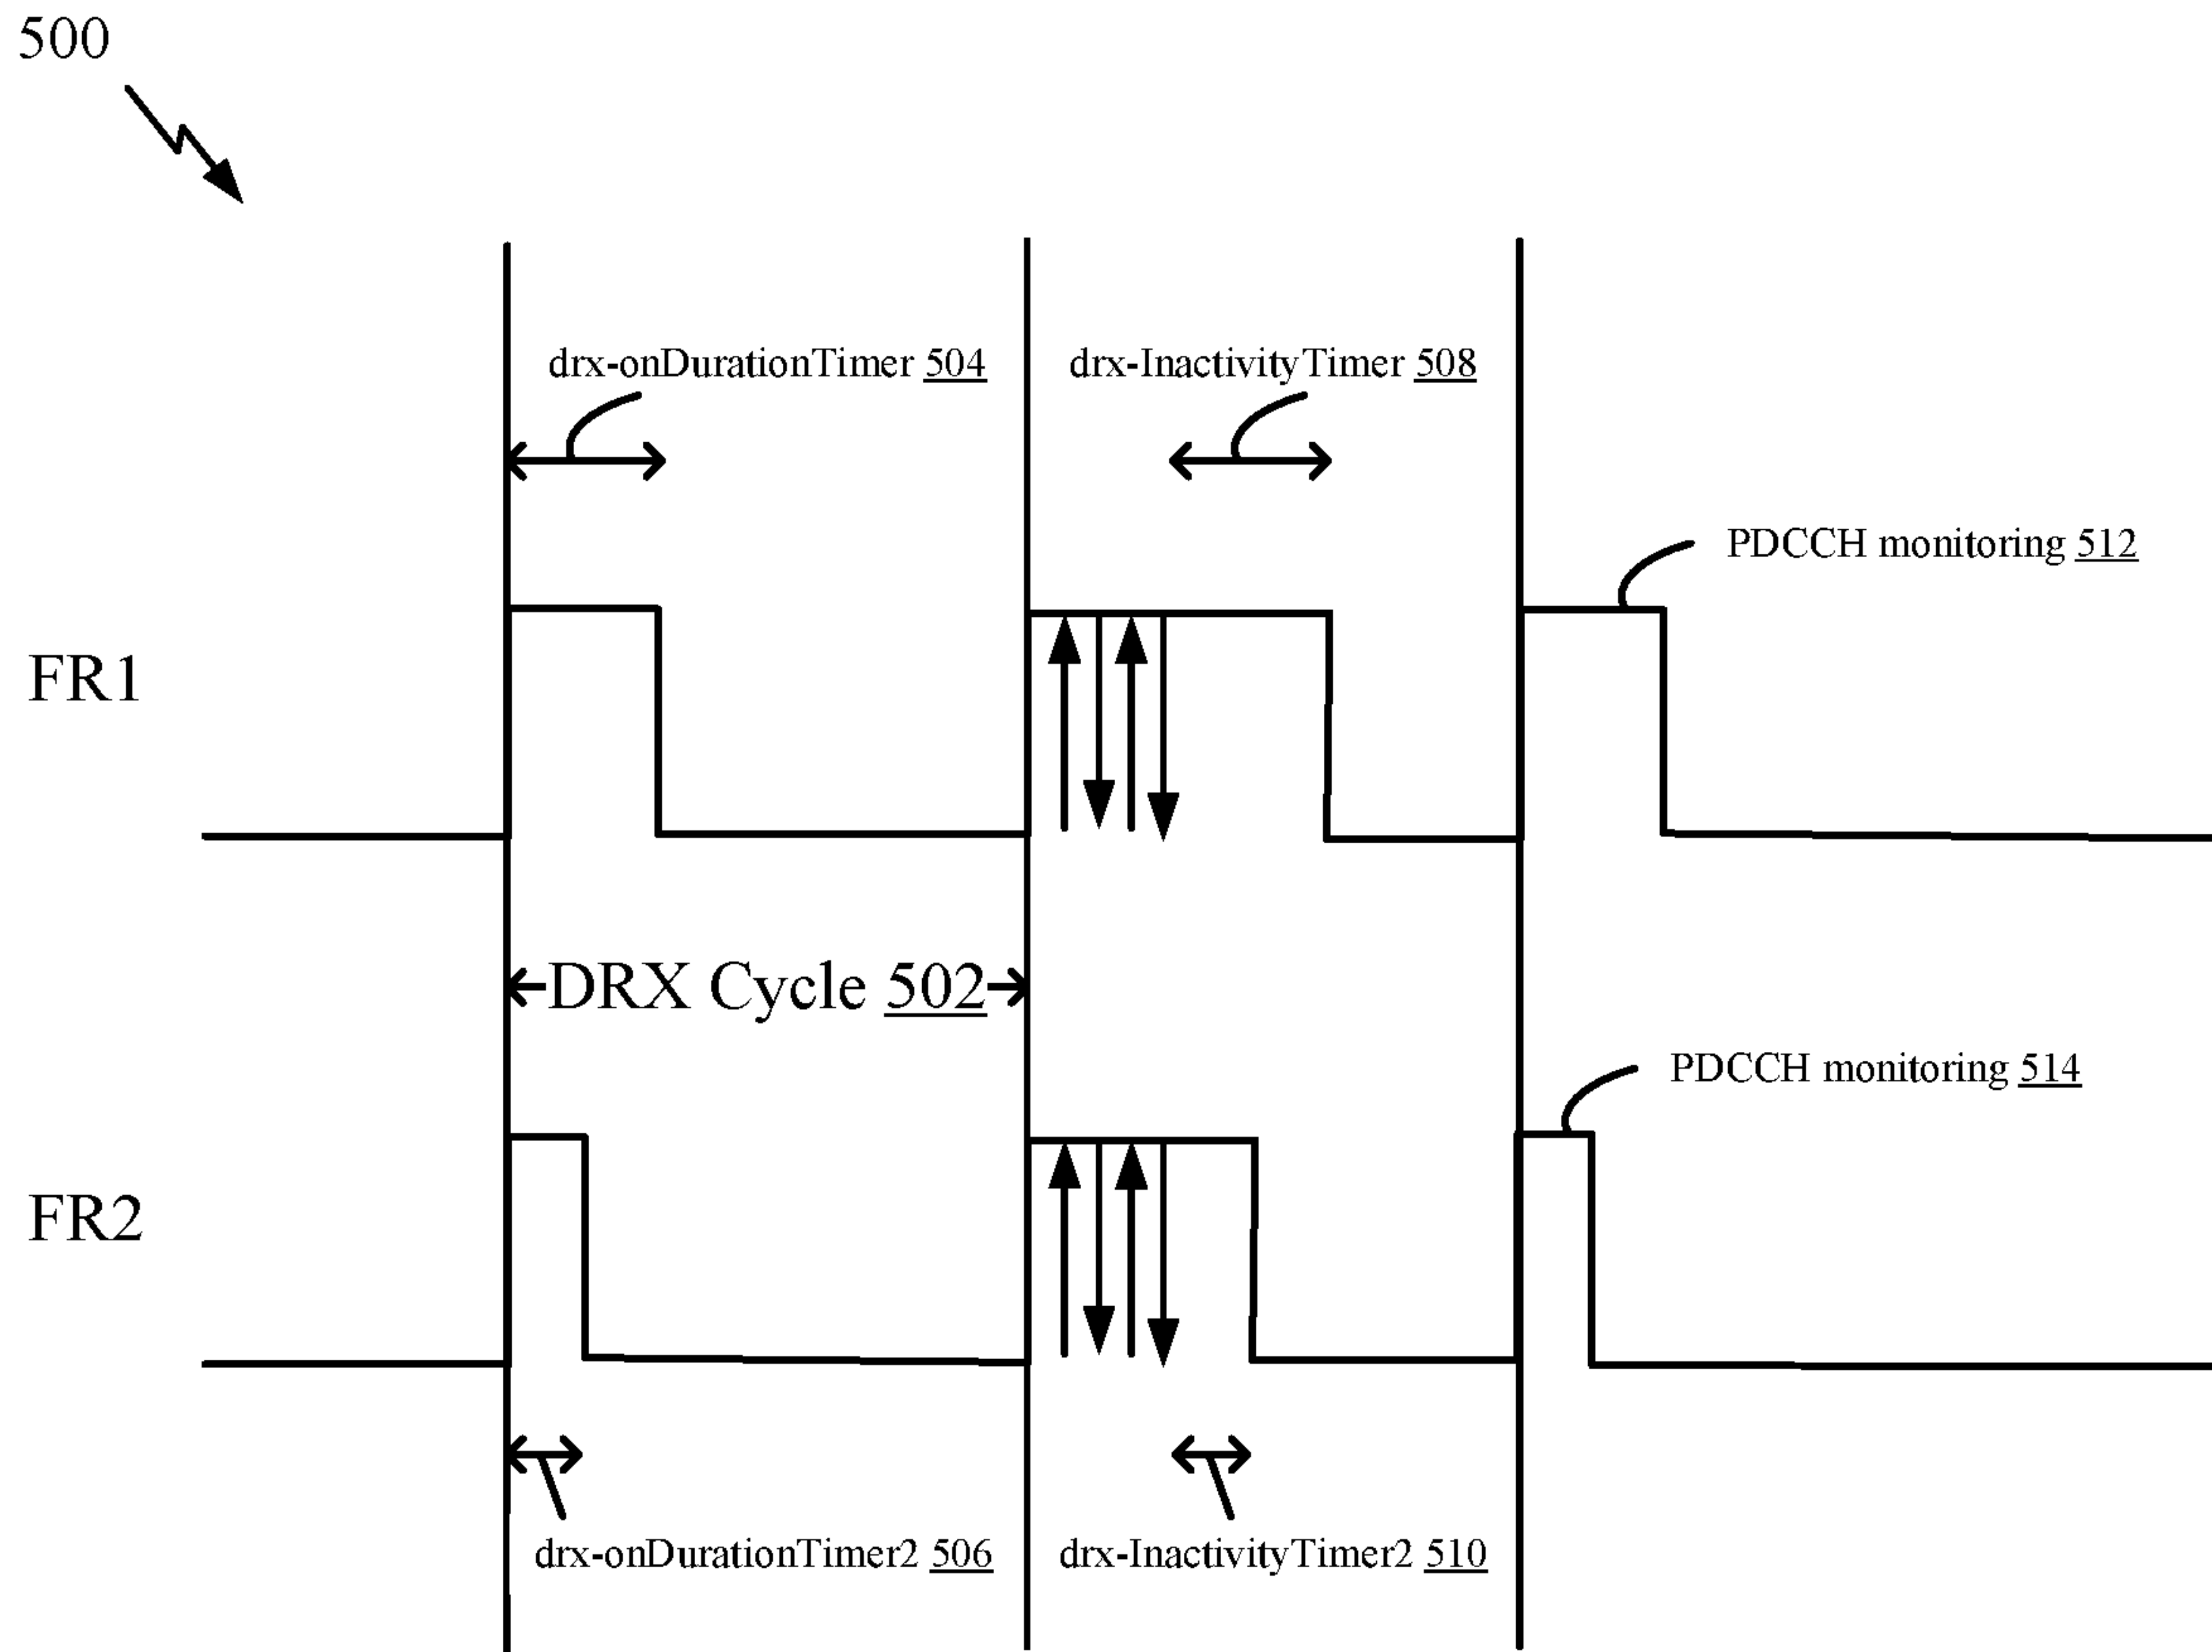 500
drx-onDurationTimer 504
drx-InactivityTimer 508
PDCCH monitoring 512
FR1
DRX Cycle 502
PDCCH monitoring 514
FR2
drx-onDurationTimer2 506
drx-InactivityTimer2 510